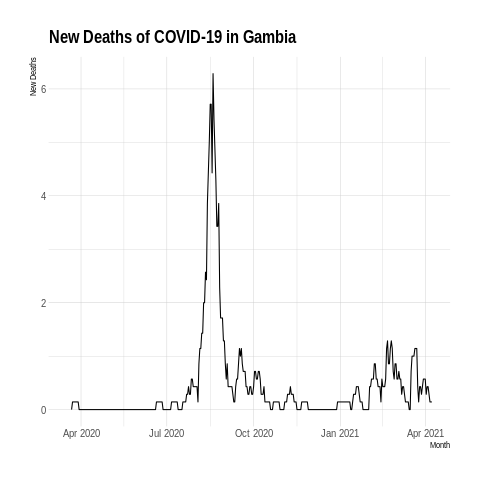 New Deaths of COVID-19 in Gambia
New Deaths
6
4
2
0
Apr 2020 Jul 2020 Oct 2020 Jan 2021 Apr 2021
Month